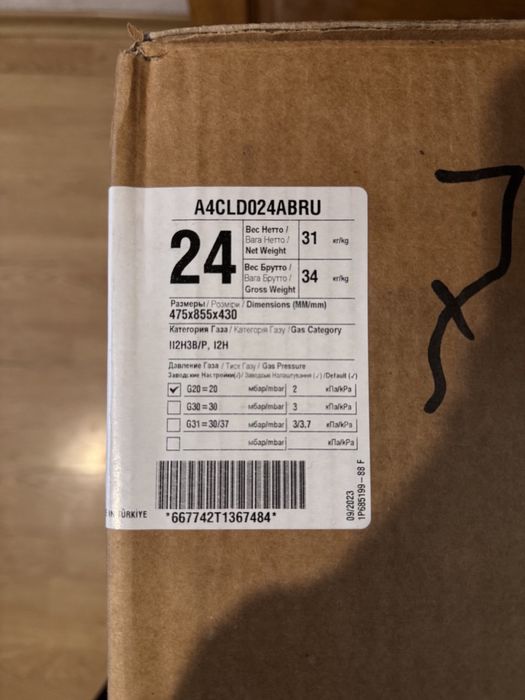 A4CLD024ABRU
24
Вес Нетто /
Вага Нетто /
Net Weight
31 кг/kg
Вес Брутто /
Вага Брутто /
Gross Weight
34 кг/kg
Размеры / Розміри / Dimensions (MM/mm)
475x855x430
Категория Газа / Категорія Газу / Gas Category
II2H3B/P, I2H
Давление Газа / Тиск Газу / Gas Pressure
Заводские Настройки(✓)/ Заводські Налаштування (✓) /Default (✓)
✓ G20=20 мбар/mbar 2 кПа/kPa
G30=30 мбар/mbar 3 кПа/kPa
G31=30/37 мбар/mbar 3/3.7 кПа/kPa
мбар/mbar кПа/kPa
IN TÜRKIYE *667742T1367484*
09/2023
1P685199-88 F